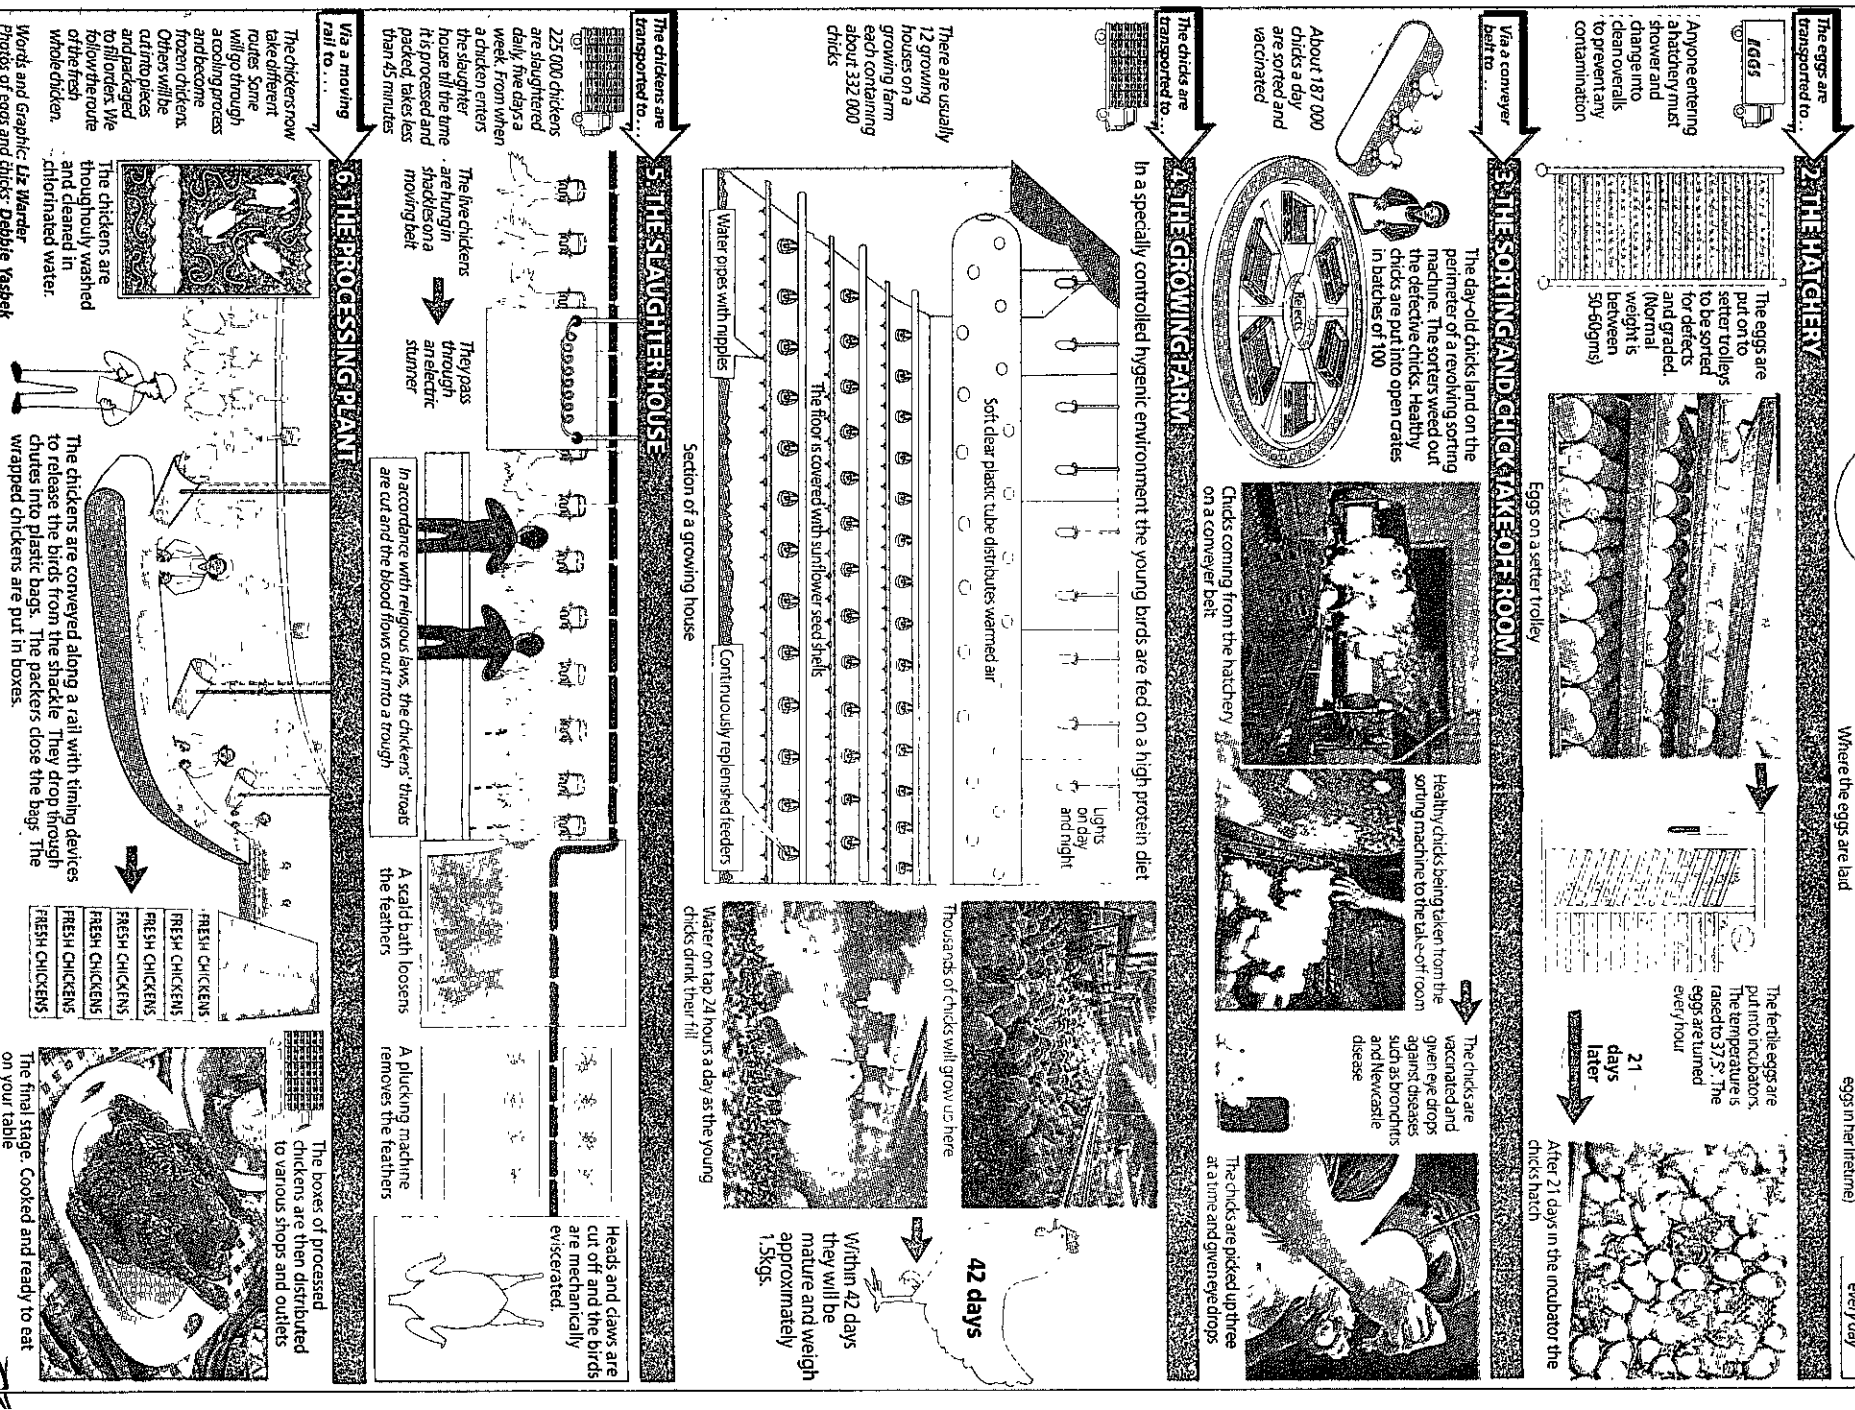 Where the eggs are laid
eggs in her lifetime)
every day
The eggs are
transported to...
2. THE HATCHERY
EGGS
Anyone entering
a hatchery must
shower and
change into
clean overalls
to prevent any
contamination
The eggs are
put on to
setter trolleys
to be sorted
for defects
and graded.
(Normal
weight is
between
50-60gms)
Eggs on a setter trolley
The fertile eggs are
put into incubators.
The temperature is
raised to 37.5°. The
eggs are turned
every hour
21
days
later
After 21 days in the incubator the
chicks hatch
Via a conveyer
belt to...
3. THE SORTING AND CHICK TAKE OFF ROOM
About 187 000
chicks a day
are sorted and
vaccinated
Rejects
The day-old chicks land on the
perimeter of a revolving sorting
machine. The sorters weed out
the defective chicks. Healthy
chicks are put into open crates
in batches of 100
Chicks coming from the hatchery
on a conveyer belt
Healthy chicks being taken from the
sorting machine to the take-off room
The chicks are
vaccinated and
given eye drops
against diseases
such as bronchitis
and Newcastle
disease
The chicks are picked up three
at a time and given eye drops
The chicks are
transported to...
4. THE GROWING FARM
There are usually
12 growing
houses on a
growing farm
each containing
about 332 000
chicks
In a specially controlled hygenic environment the young birds are fed on a high protein diet
Lights
on day
and night
Soft clear plastic tube distributes warmed air
The floor is covered with sunflower seed shells
Water pipes with nipples
Continuously replenished feeders
Section of a growing house
Thousands of chicks will grow up here
Water on tap 24 hours a day as the young
chicks drink their fill
42 days
Within 42 days
they will be
mature and weigh
approximately
1.5kgs.
The chickens are
transported to...
5. THE SLAUGHTER HOUSE
225 000 chickens
are slaughtered
daily, five days a
week. From when
a chicken enters
the slaughter
house till the time
it is processed and
packed, takes less
than 45 minutes
The live chickens
are hung in
shackles on a
moving belt
They pass
through
an electric
stunner
In accordance with religious laws, the chickens' throats
are cut and the blood flows out into a trough
A scald bath loosens
the feathers
A plucking machine
removes the feathers
Heads and claws are
cut off and the birds
are mechanically
eviscerated.
Via a moving
rail to...
6. THE PROCESSING PLANT
The chickens now
take different
routes. Some
will go through
a cooling process
and become
frozen chickens.
Others will be
cut into pieces
and packaged
to fill orders. We
follow the route
of the fresh
whole chicken.
The chickens are
thoughouly washed
and cleaned in
chlorinated water.
The chickens are conveyed along a rail with timing devices
to release the birds from the shackle. They drop through
chutes into plastic bags. The packers close the bags. The
wrapped chickens are put in boxes.
FRESH CHICKENS
FRESH CHICKENS
FRESH CHICKENS
FRESH CHICKENS
FRESH CHICKENS
FRESH CHICKENS
FRESH CHICKENS
The boxes of processed
chickens are then distributed
to various shops and outlets
The final stage. Cooked and ready to eat
on your table
Words and Graphic: Liz Warder
Photos of eggs and chicks: Debbie Yazbek